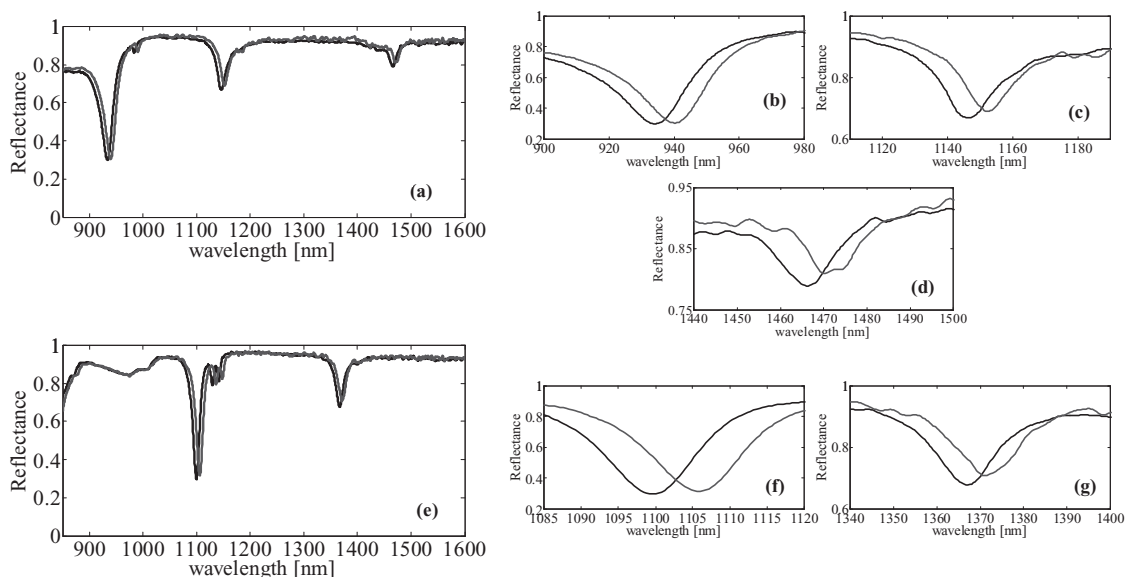 1
0.8
0.6
0.4
0.2
0
Reflectance
900 1000 1100 1200 1300 1400 1500 1600
wavelength [nm]
(a)
1
0.8
0.6
0.4
0.2
Reflectance
900 920 940 960 980
wavelength [nm]
(b)
1
0.8
0.6
Reflectance
1120 1140 1160 1180
wavelength [nm]
(c)
0.95
0.85
0.75
Reflectance
1440 1450 1460 1470 1480 1490 1500
wavelength [nm]
(d)
1
0.8
0.6
0.4
0.2
0
Reflectance
900 1000 1100 1200 1300 1400 1500 1600
wavelength [nm]
(e)
1
0.8
0.6
0.4
0.2
Reflectance
1085 1090 1095 1100 1105 1110 1115 1120
wavelength [nm]
(f)
1
0.9
0.8
0.7
0.6
Reflectance
1340 1350 1360 1370 1380 1390 1400
wavelength [nm]
(g)